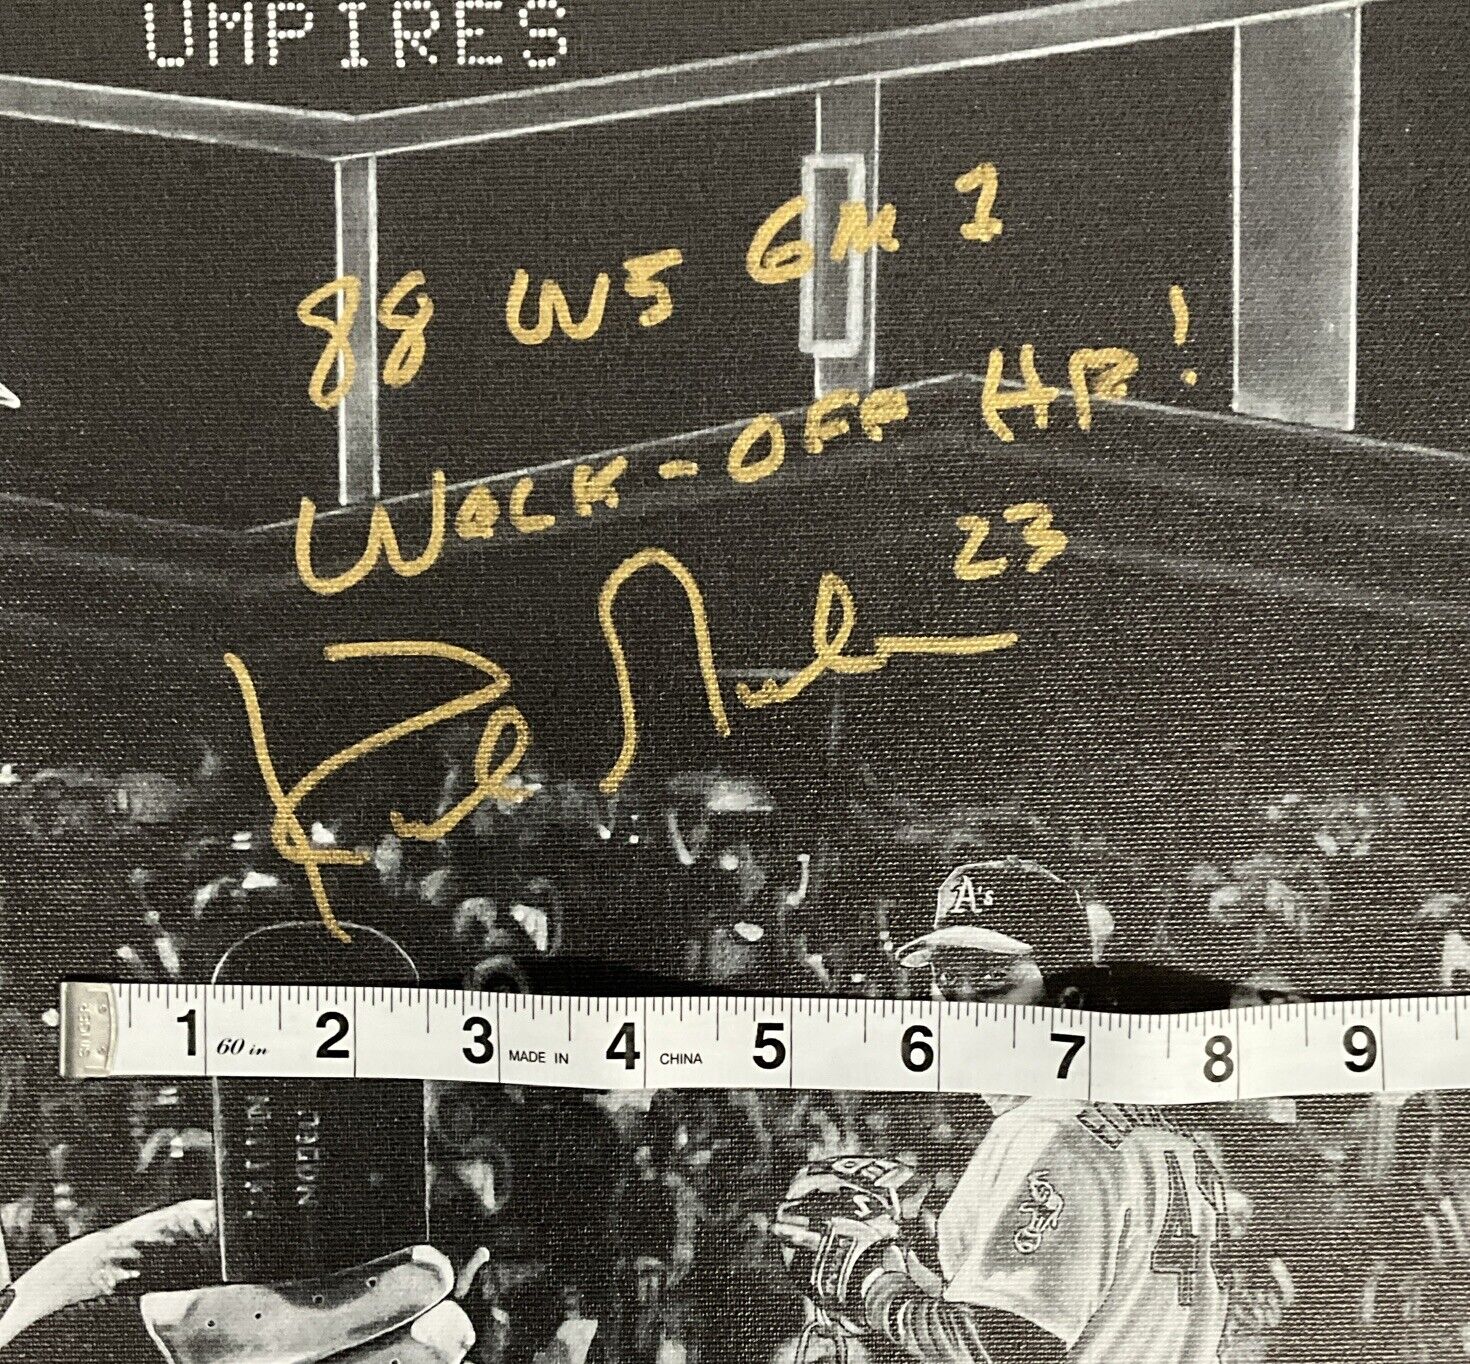 UMPIRES
88 WS GM 1
WALK-OFF HR!
23
A's
SINGER
1 60 in 2 3 MADE IN 4 CHINA 5 6 7 8 9